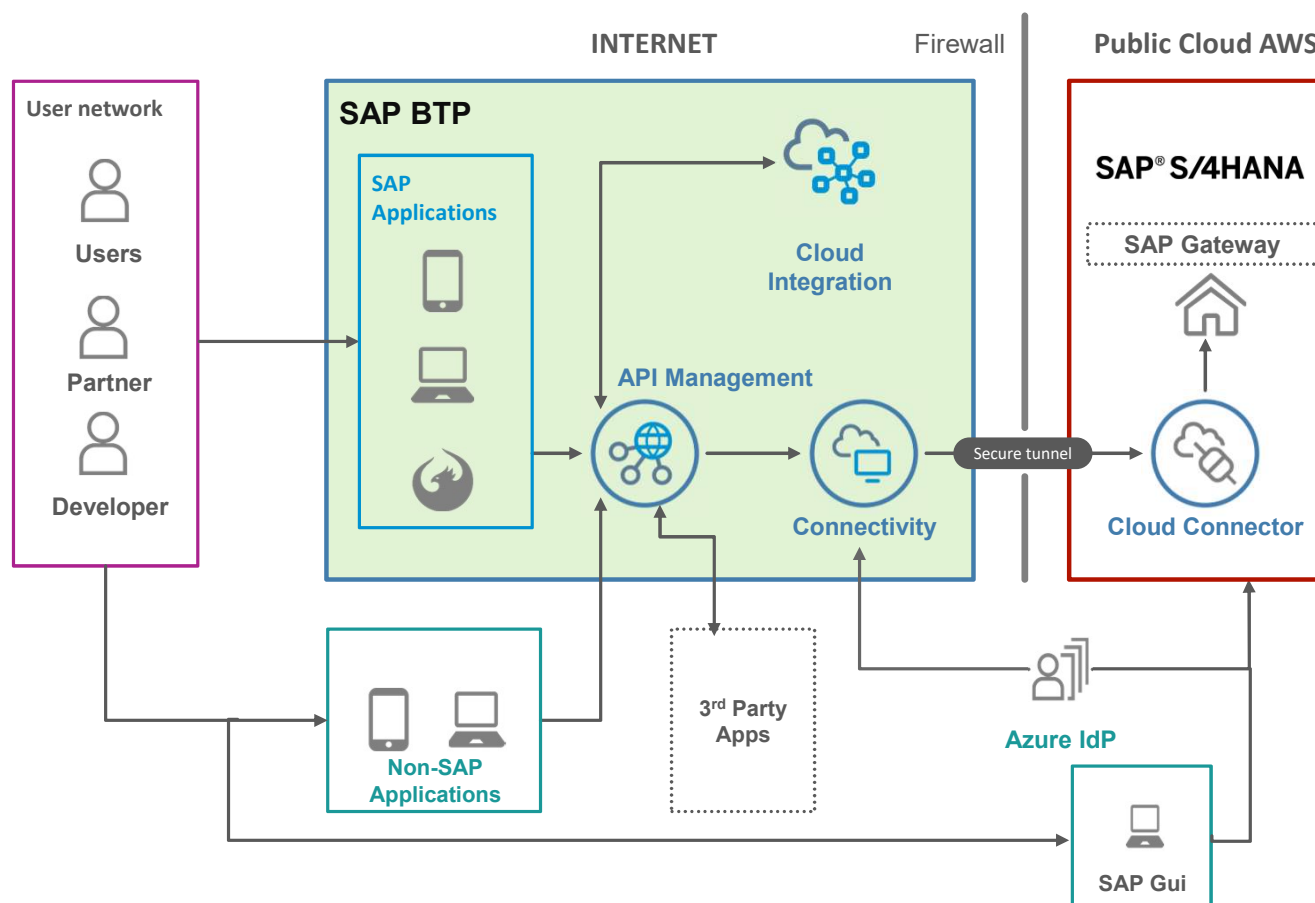 INTERNET
Firewall
Public Cloud AWS
User network
Users
Partner
Developer
SAP BTP
SAP
Applications
Cloud
Integration
API Management
Connectivity
Secure tunnel
SAP® S/4HANA
SAP Gateway
Cloud Connector
Non-SAP
Applications
3rd Party
Apps
Azure IdP
SAP Gui